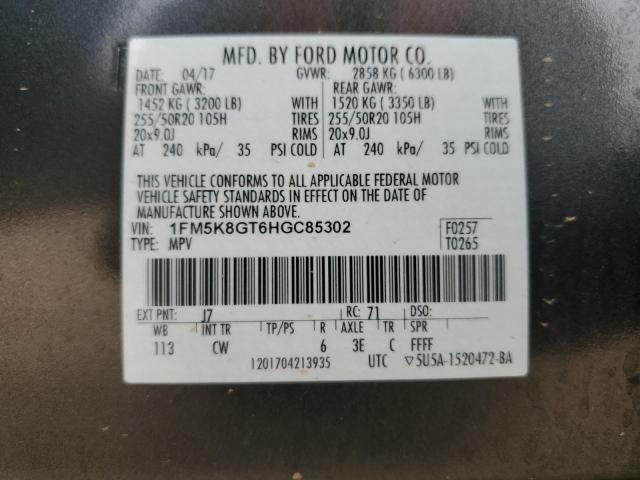 MFD. BY FORD MOTOR CO.
DATE: 04/17 GVWR: 2858 KG ( 6300 LB)
FRONT GAWR: REAR GAWR:
1452 KG ( 3200 LB) WITH 1520 KG ( 3350 LB) WITH
255/50R20 105H TIRES 255/50R20 105H TIRES
20x9.0J RIMS 20x9.0J RIMS
AT 240 kPa/ 35 PSI COLD AT 240 kPa/ 35 PSI COLD
THIS VEHICLE CONFORMS TO ALL APPLICABLE FEDERAL MOTOR
VEHICLE SAFETY STANDARDS IN EFFECT ON THE DATE OF
MANUFACTURE SHOWN ABOVE.
VIN: 1FM5K8GT6HGC85302 F0257
TYPE: MPV T0265
EXT PNT: J7 RC: 71 DSO:
WB INT TR TP/PS R AXLE TR SPR
113 CW 6 3E C FFFF
1201704213935 UTC ▽5U5A-1520472-BA